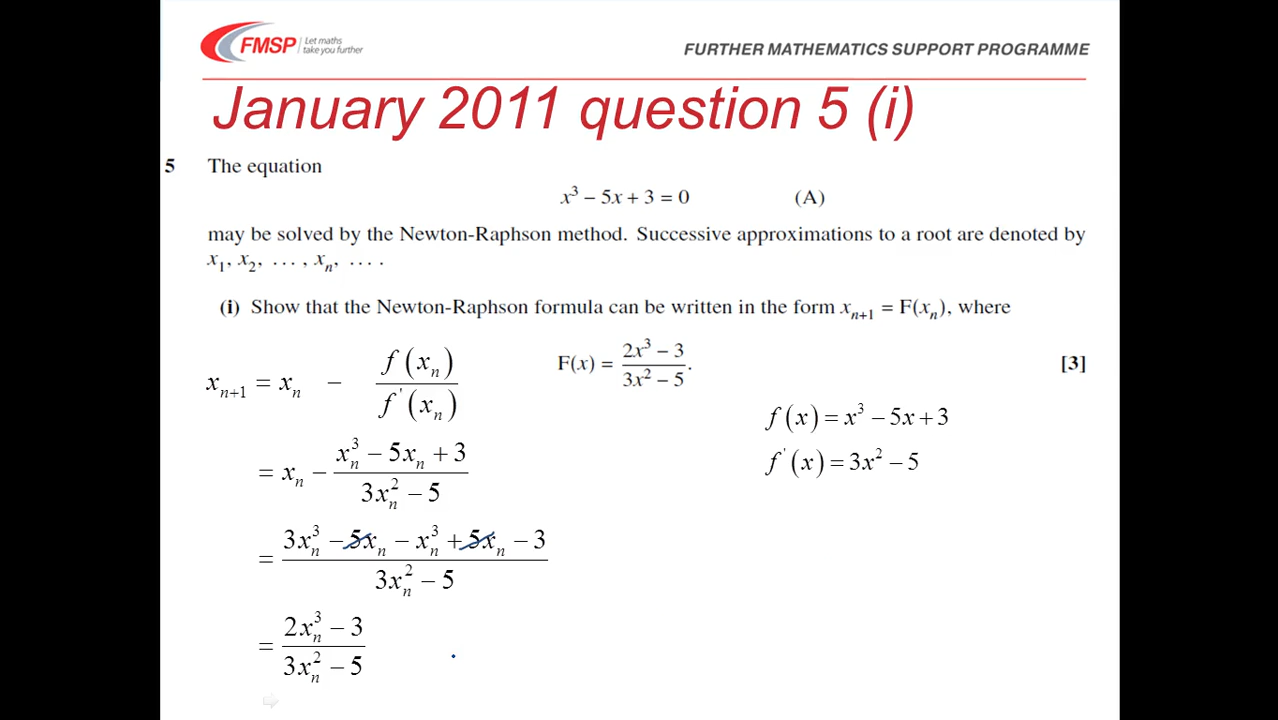 FMSP Let maths take you further
FURTHER MATHEMATICS SUPPORT PROGRAMME
January 2011 question 5 (i)
5 The equation
x³ − 5x + 3 = 0 (A)
may be solved by the Newton-Raphson method. Successive approximations to a root are denoted by
x₁, x₂, … , xₙ, … .
(i) Show that the Newton-Raphson formula can be written in the form xₙ₊₁ = F(xₙ), where
F(x) = (2x³ − 3)/(3x² − 5). [3]
xₙ₊₁ = xₙ − f(xₙ)/f'(xₙ)
f(x) = x³ − 5x + 3
f'(x) = 3x² − 5
= xₙ − (xₙ³ − 5xₙ + 3)/(3xₙ² − 5)
= (3xₙ³ − 5xₙ − xₙ³ + 5xₙ − 3)/(3xₙ² − 5)
= (2xₙ³ − 3)/(3xₙ² − 5)